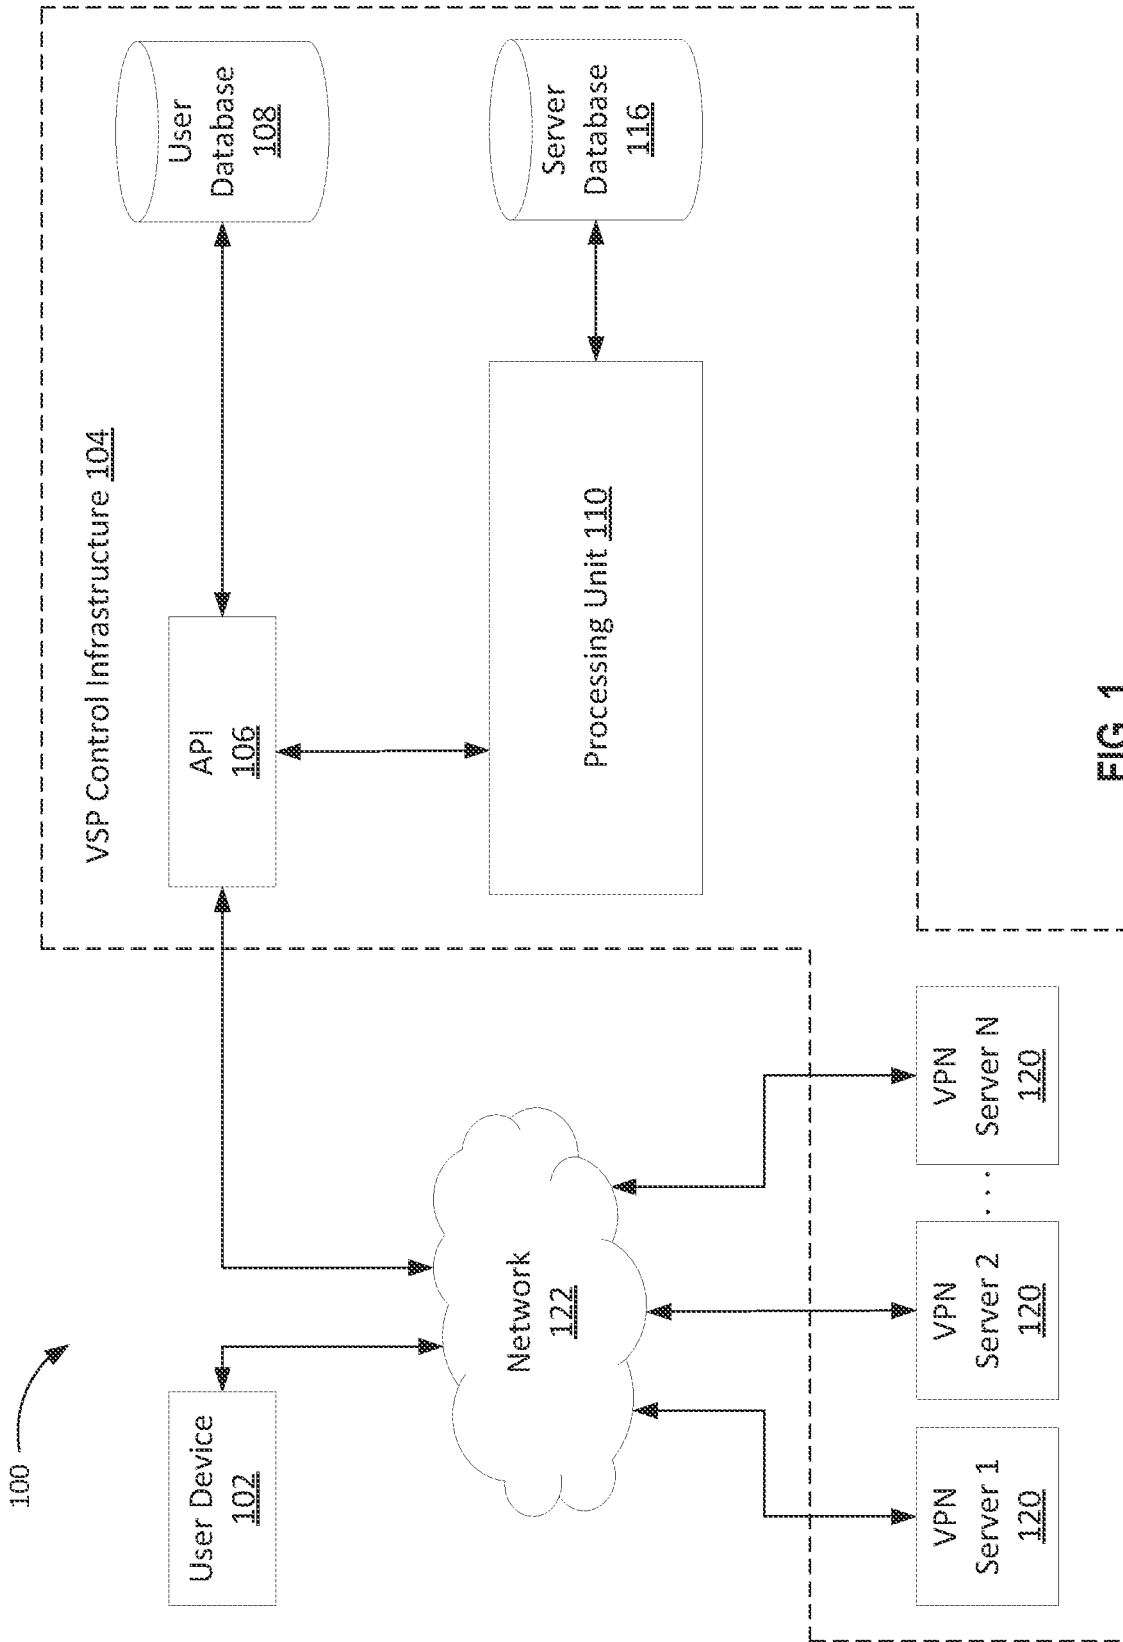 100
VSP Control Infrastructure 104
User Device
102
API
106
User
Database
108
Network
122
Processing Unit 110
Server
Database
116
VPN
Server 1
120
VPN
Server 2
120
...
VPN
Server N
120
FIG. 1